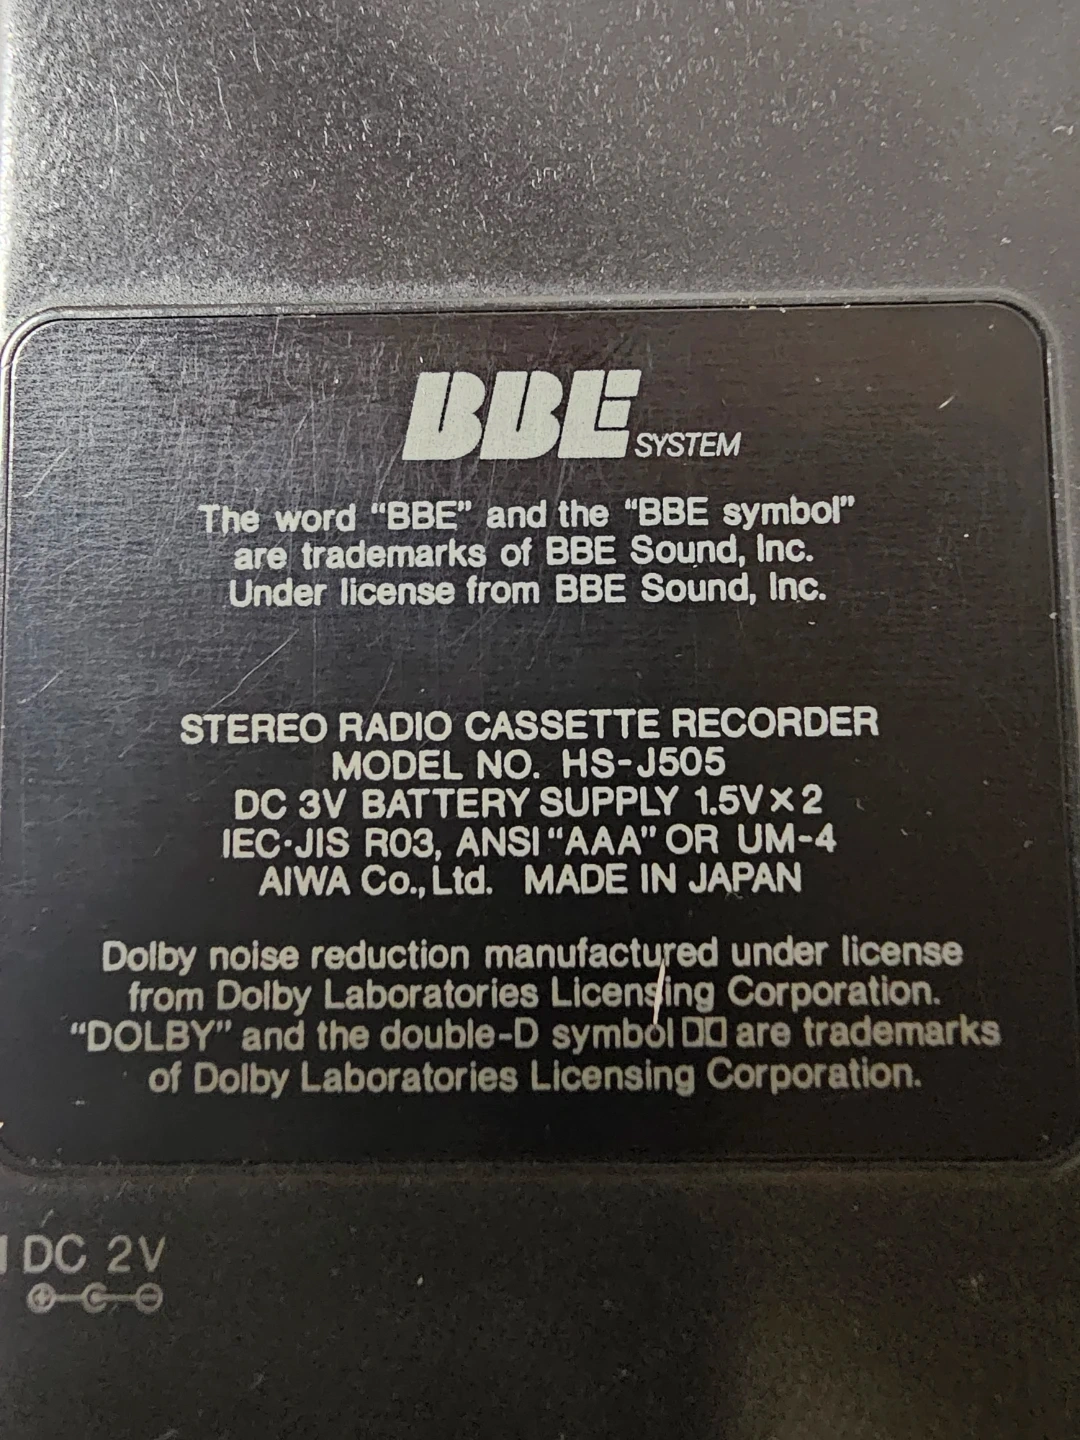 BBE SYSTEM
The word “BBE” and the “BBE symbol”
are trademarks of BBE Sound, Inc.
Under license from BBE Sound, Inc.
STEREO RADIO CASSETTE RECORDER
MODEL NO. HS-J505
DC 3V BATTERY SUPPLY 1.5V×2
IEC·JIS R03, ANSI “AAA” OR UM-4
AIWA Co., Ltd. MADE IN JAPAN
Dolby noise reduction manufactured under license
from Dolby Laboratories Licensing Corporation.
“DOLBY” and the double-D symbol are trademarks
of Dolby Laboratories Licensing Corporation.
DC 2V